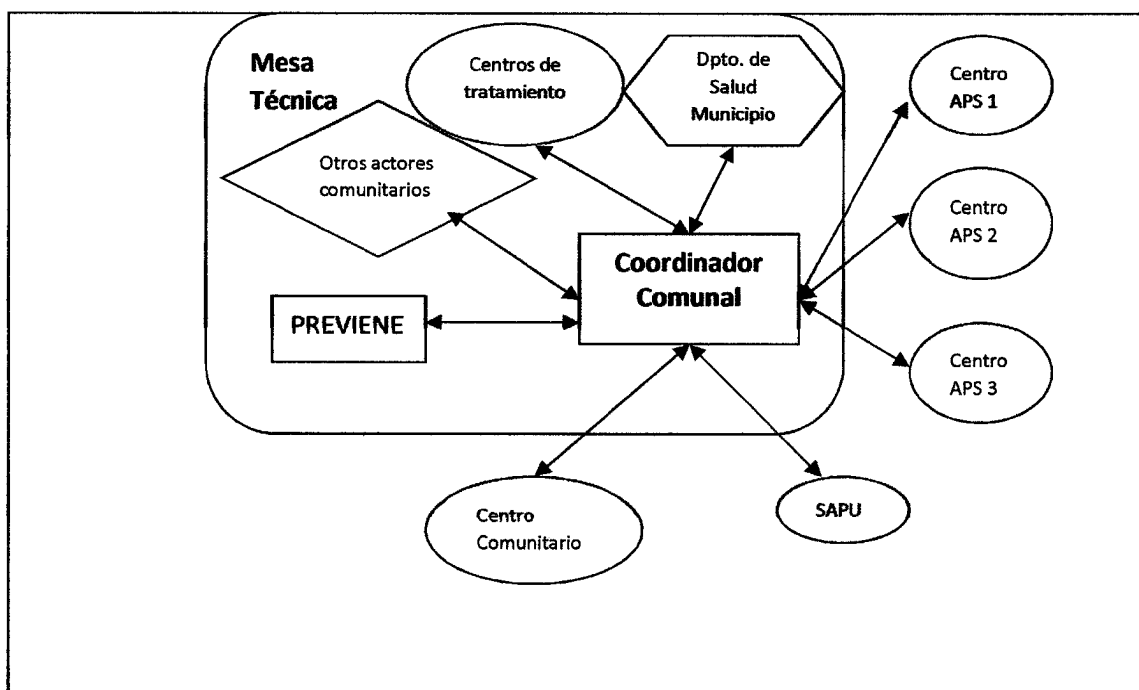 Mesa
Técnica
Centros de
tratamiento
Dpto. de
Salud
Municipio
Centro
APS 1
Otros actores
comunitarios
Centro
APS 2
Coordinador
Comunal
PREVIENE
Centro
APS 3
Centro
Comunitario
SAPU